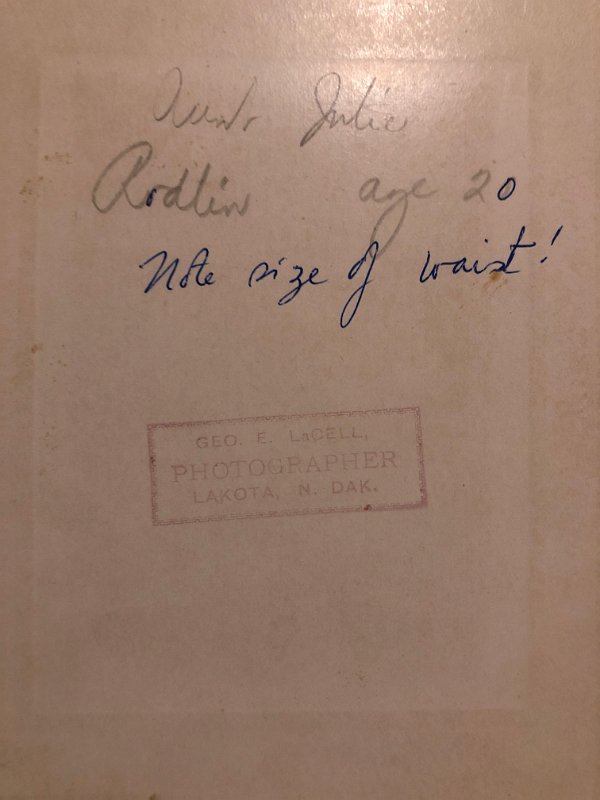 Aunt Julie
Rodlin age 20
Note size of waist!
GEO. E. LaCELL,
PHOTOGRAPHER
LAKOTA, N. DAK.